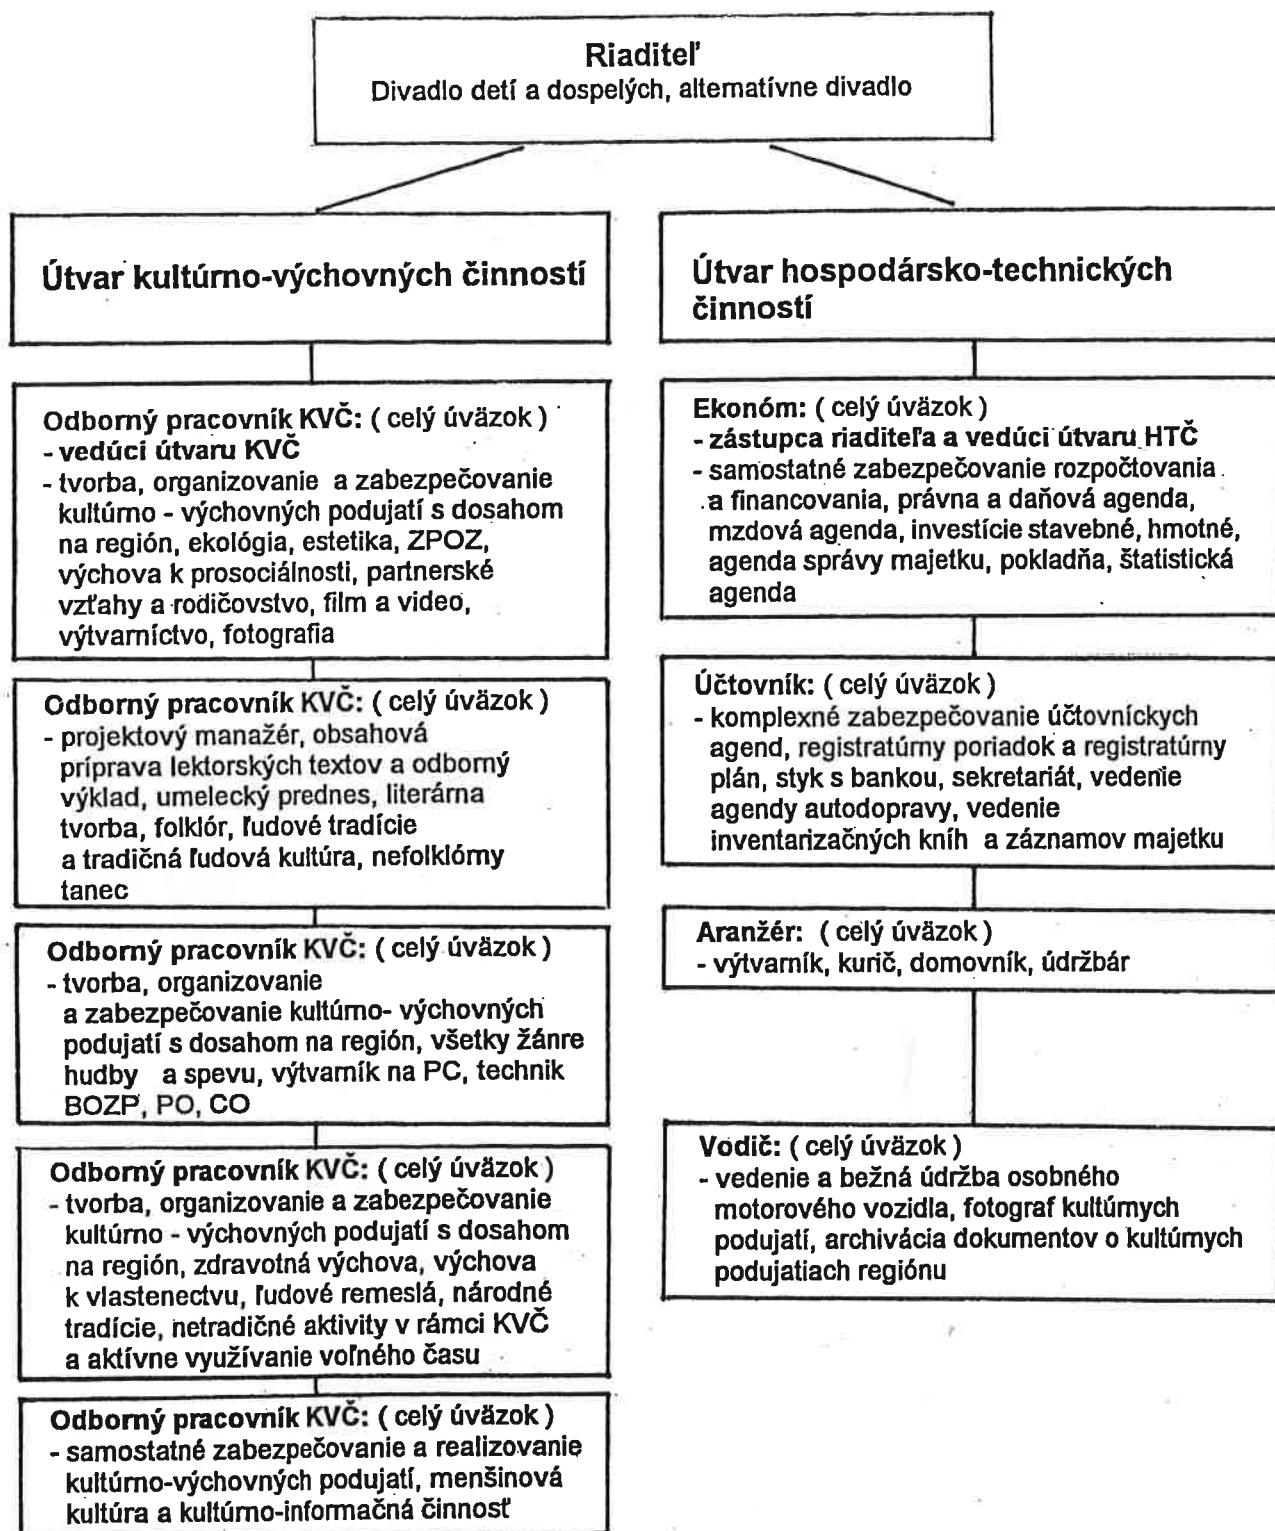 Riaditeľ
Divadlo detí a dospelých, alternatívne divadlo
Útvar kultúrno-výchovných činností
Odborný pracovník KVČ: ( celý úväzok )
- vedúci útvaru KVČ
- tvorba, organizovanie a zabezpečovanie
kultúrno - výchovných podujatí s dosahom
na región, ekológia, estetika, ZPOZ,
výchova k prosociálnosti, partnerské
vzťahy a rodičovstvo, film a video,
výtvarníctvo, fotografia
Odborný pracovník KVČ: ( celý úväzok )
- projektový manažér, obsahová
príprava lektorských textov a odborný
výklad, umelecký prednes, literárna
tvorba, folklór, ľudové tradície
a tradičná ľudová kultúra, nefolklórny
tanec
Odborný pracovník KVČ: ( celý úväzok )
- tvorba, organizovanie
a zabezpečovanie kultúrno- výchovných
podujatí s dosahom na región, všetky žánre
hudby a spevu, výtvarník na PC, technik
BOZP, PO, CO
Odborný pracovník KVČ: ( celý úväzok )
- tvorba, organizovanie a zabezpečovanie
kultúrno - výchovných podujatí s dosahom
na región, zdravotná výchova, výchova
k vlastenectvu, ľudové remeslá, národné
tradície, netradičné aktivity v rámci KVČ
a aktívne využívanie voľného času
Odborný pracovník KVČ: ( celý úväzok )
- samostatné zabezpečovanie a realizovanie
kultúrno-výchovných podujatí, menšinová
kultúra a kultúrno-informačná činnosť
Útvar hospodársko-technických
činností
Ekonóm: ( celý úväzok )
- zástupca riaditeľa a vedúci útvaru HTČ
- samostatné zabezpečovanie rozpočtovania
a financovania, právna a daňová agenda,
mzdová agenda, investície stavebné, hmotné,
agenda správy majetku, pokladňa, štatistická
agenda
Účtovník: ( celý úväzok )
- komplexné zabezpečovanie účtovníckych
agend, registratúrny poriadok a registratúrny
plán, styk s bankou, sekretariát, vedenie
agendy autodopravy, vedenie
inventarizačných kníh a záznamov majetku
Aranžér: ( celý úväzok )
- výtvarník, kurič, domovník, údržbár
Vodič: ( celý úväzok )
- vedenie a bežná údržba osobného
motorového vozidla, fotograf kultúrnych
podujatí, archivácia dokumentov o kultúrnych
podujatiach regiónu